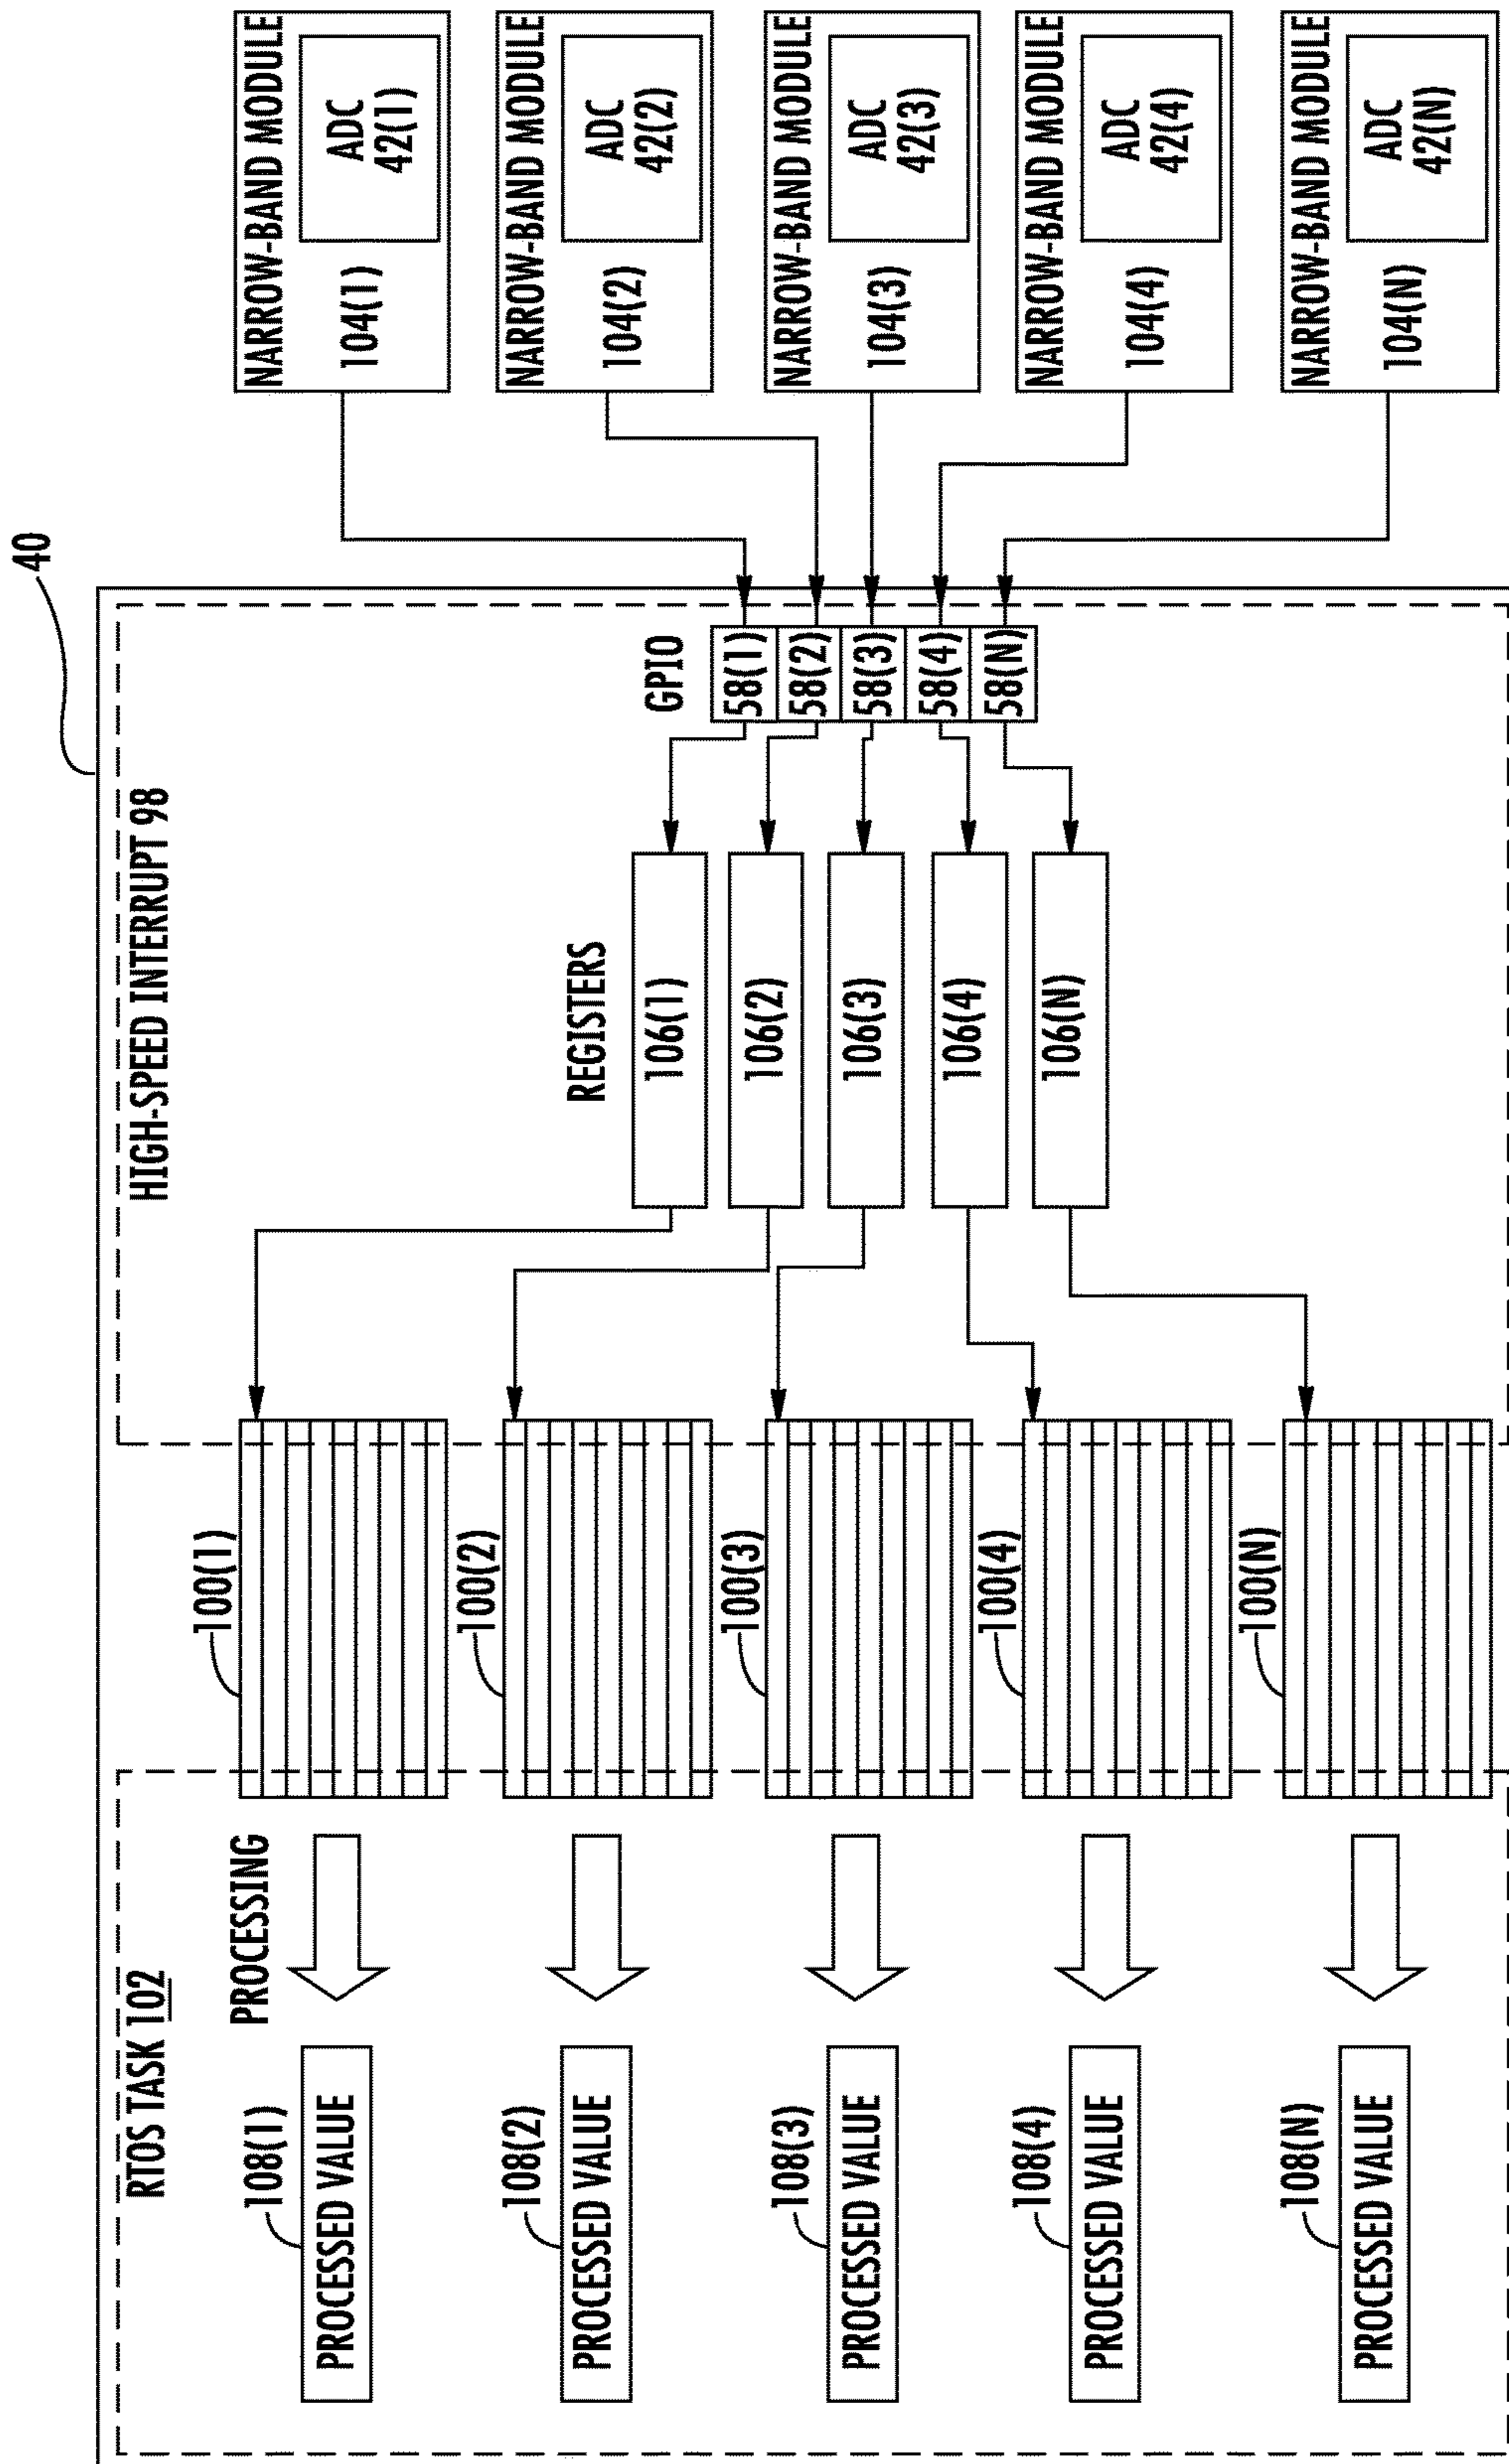 40
RTOS TASK 102
HIGH-SPEED INTERRUPT 98
PROCESSING
REGISTERS
GPIO
108(1)
PROCESSED VALUE
100(1)
106(1)
58(1)
NARROW-BAND MODULE
104(1)
ADC
42(1)
108(2)
PROCESSED VALUE
100(2)
106(2)
58(2)
NARROW-BAND MODULE
104(2)
ADC
42(2)
108(3)
PROCESSED VALUE
100(3)
106(3)
58(3)
NARROW-BAND MODULE
104(3)
ADC
42(3)
108(4)
PROCESSED VALUE
100(4)
106(4)
58(4)
NARROW-BAND MODULE
104(4)
ADC
42(4)
108(N)
PROCESSED VALUE
100(N)
106(N)
58(N)
NARROW-BAND MODULE
104(N)
ADC
42(N)